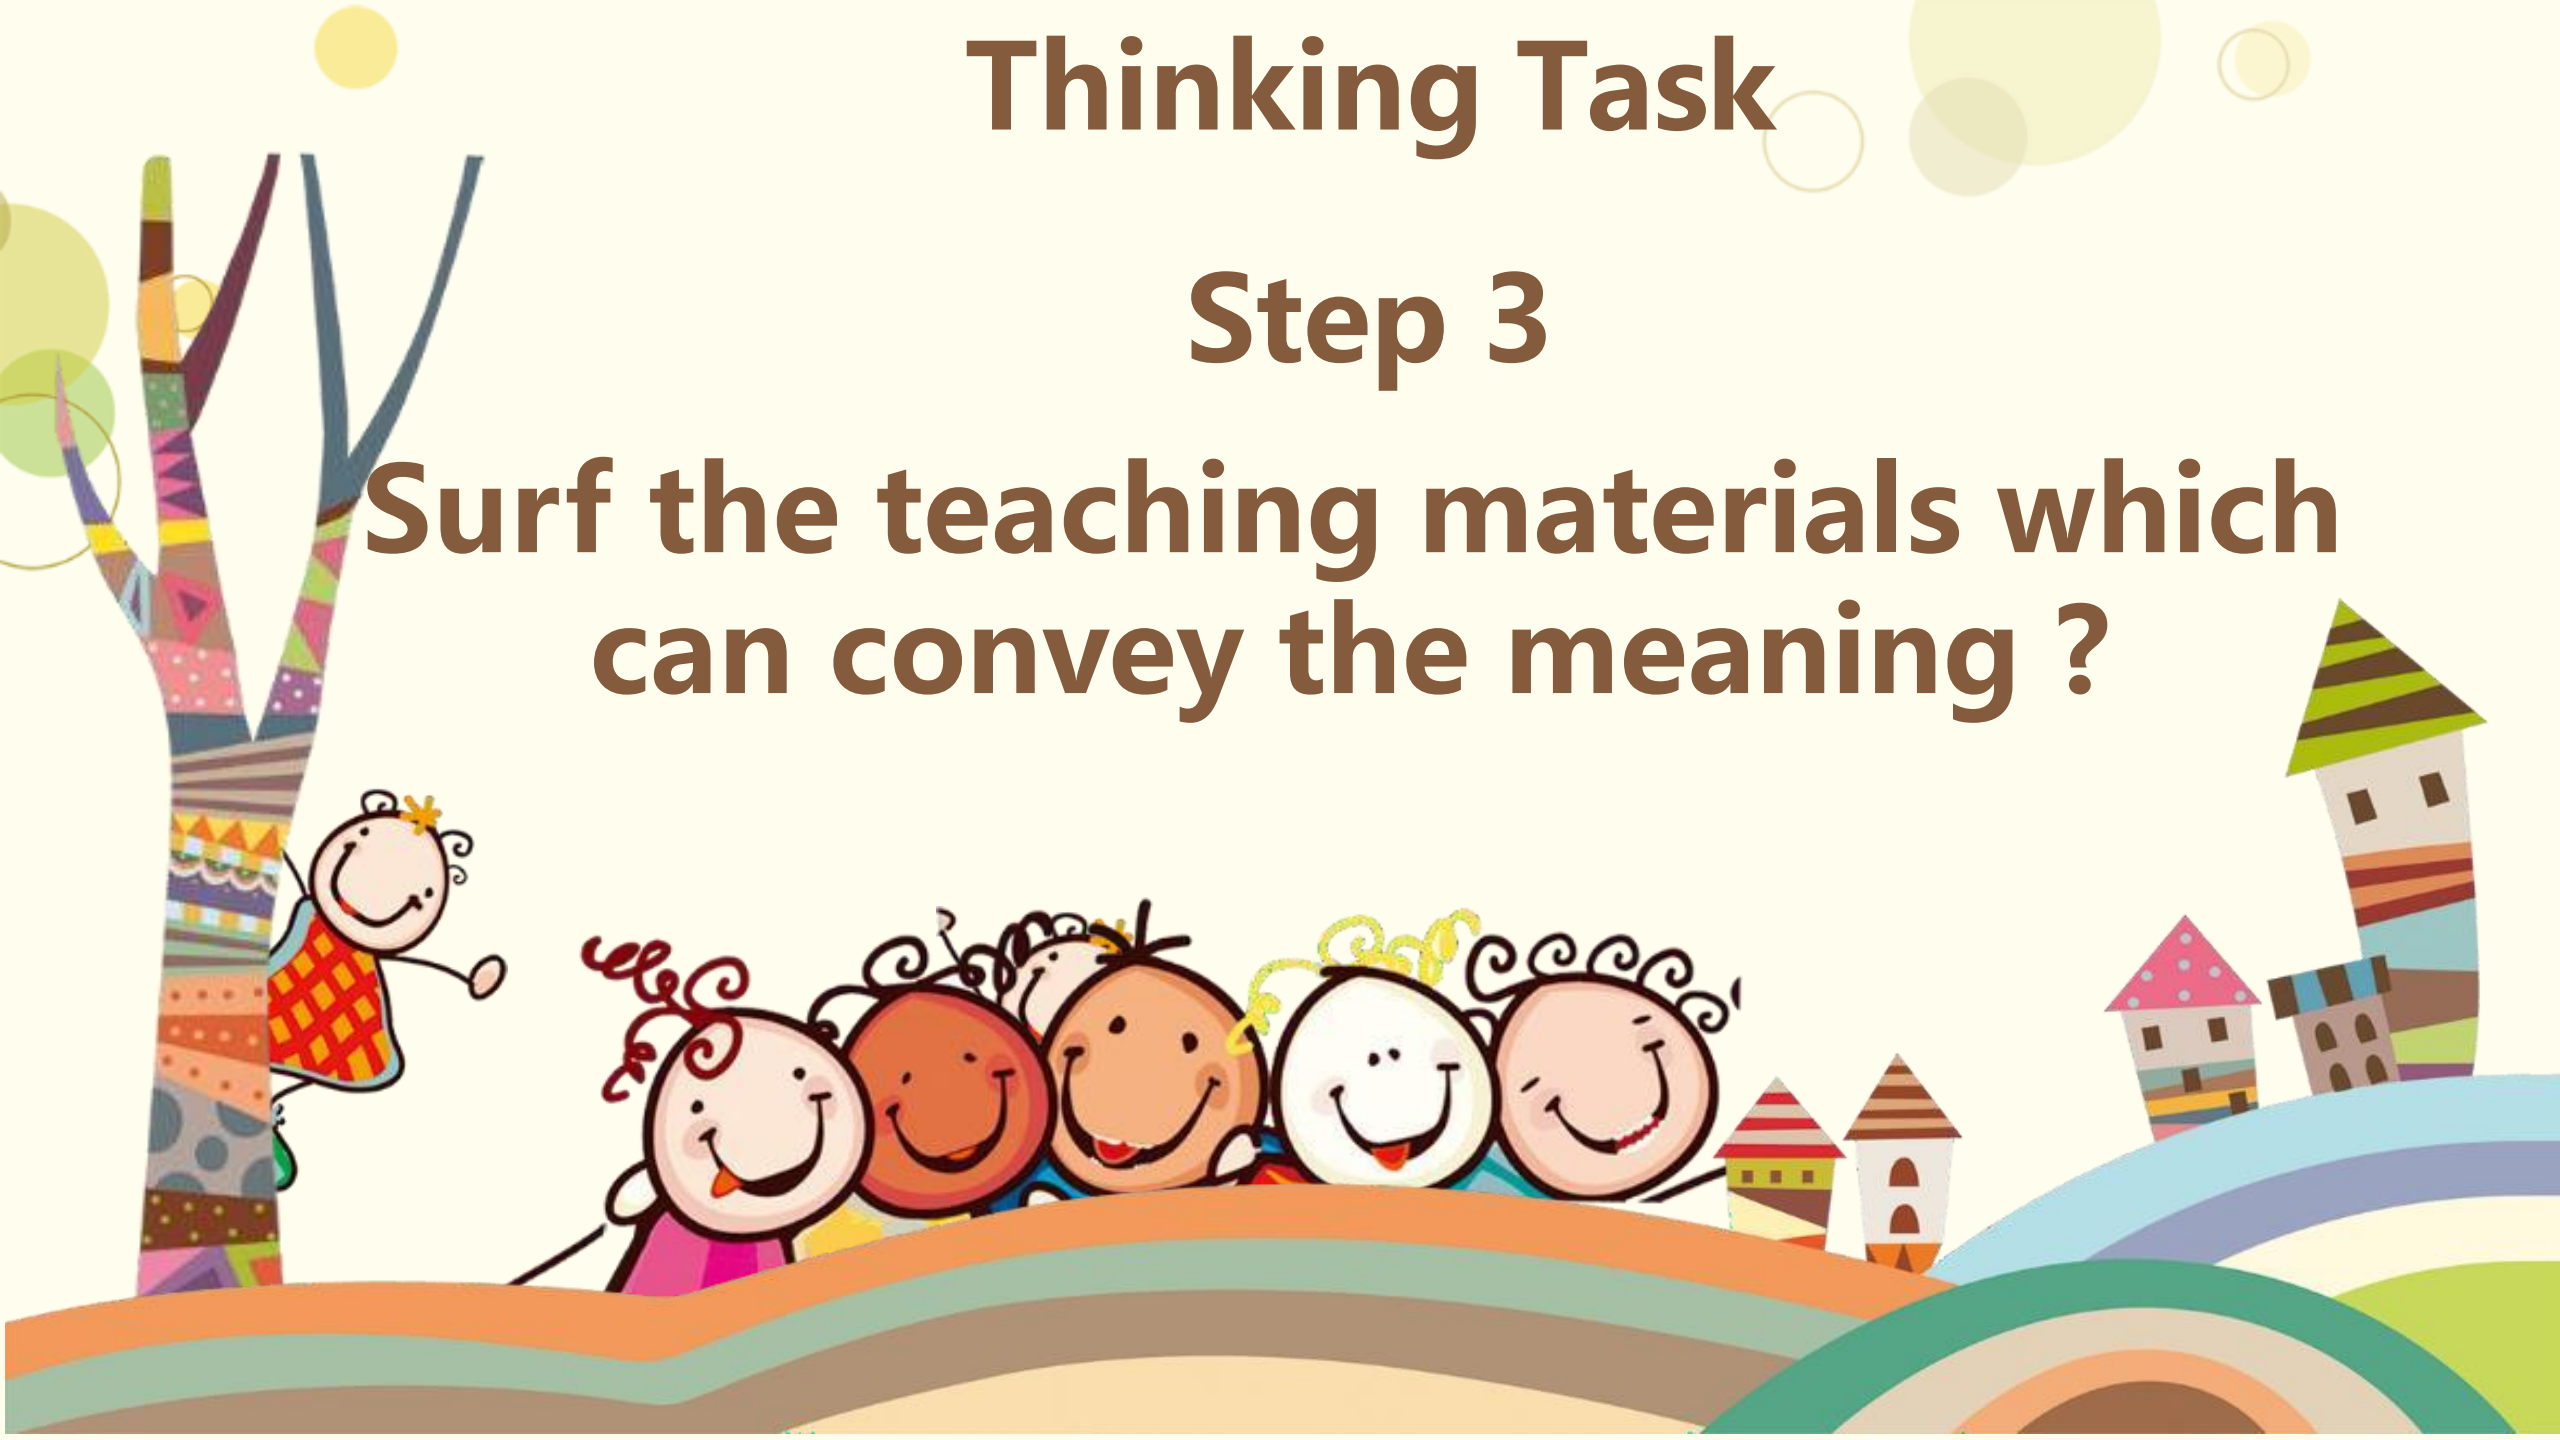 Thinking Task
Step 3
Surf the teaching materials which
can convey the meaning ?